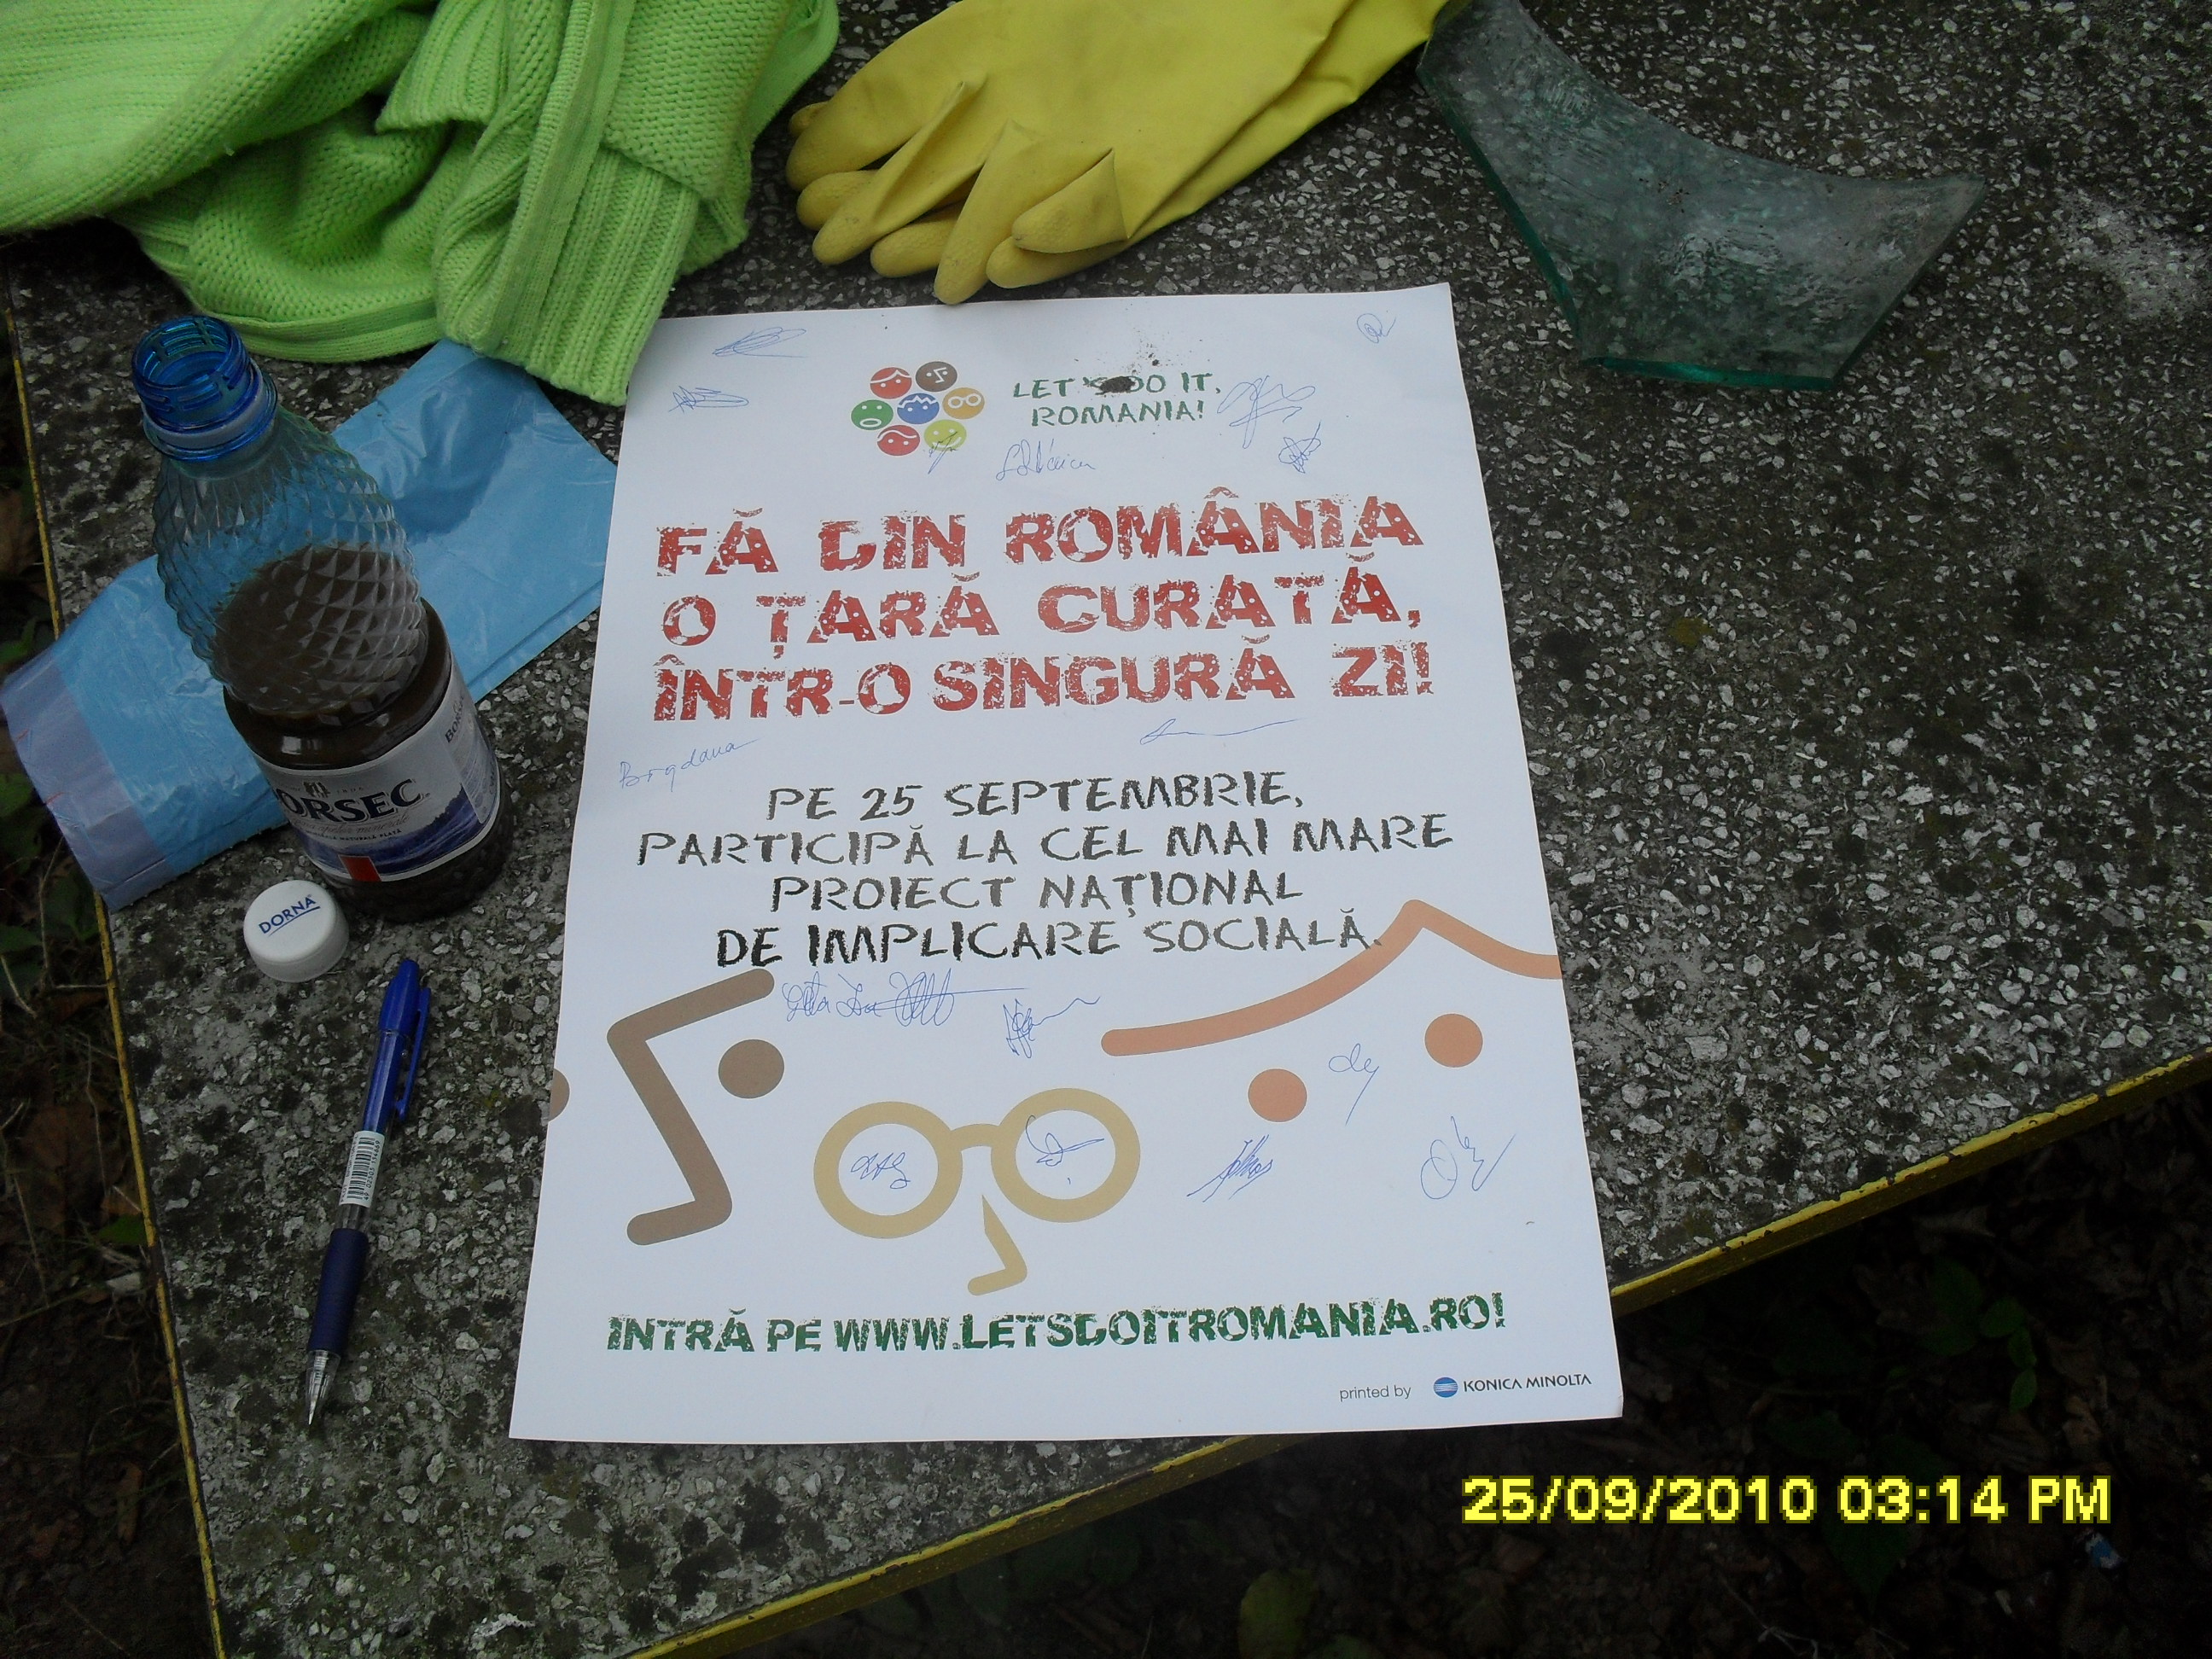 LET'S DO IT,
ROMANIA!
FĂ DIN ROMÂNIA
O ȚARĂ CURATĂ,
ÎNTR-O SINGURĂ ZI!
Bogdana
PE 25 SEPTEMBRIE,
PARTICIPĂ LA CEL MAI MARE
PROIECT NAȚIONAL
DE IMPLICARE SOCIALĂ.
INTRĂ PE WWW.LETSDOITROMANIA.RO!
printed by KONICA MINOLTA
ORSEC
DORNA
25/09/2010 03:14 PM